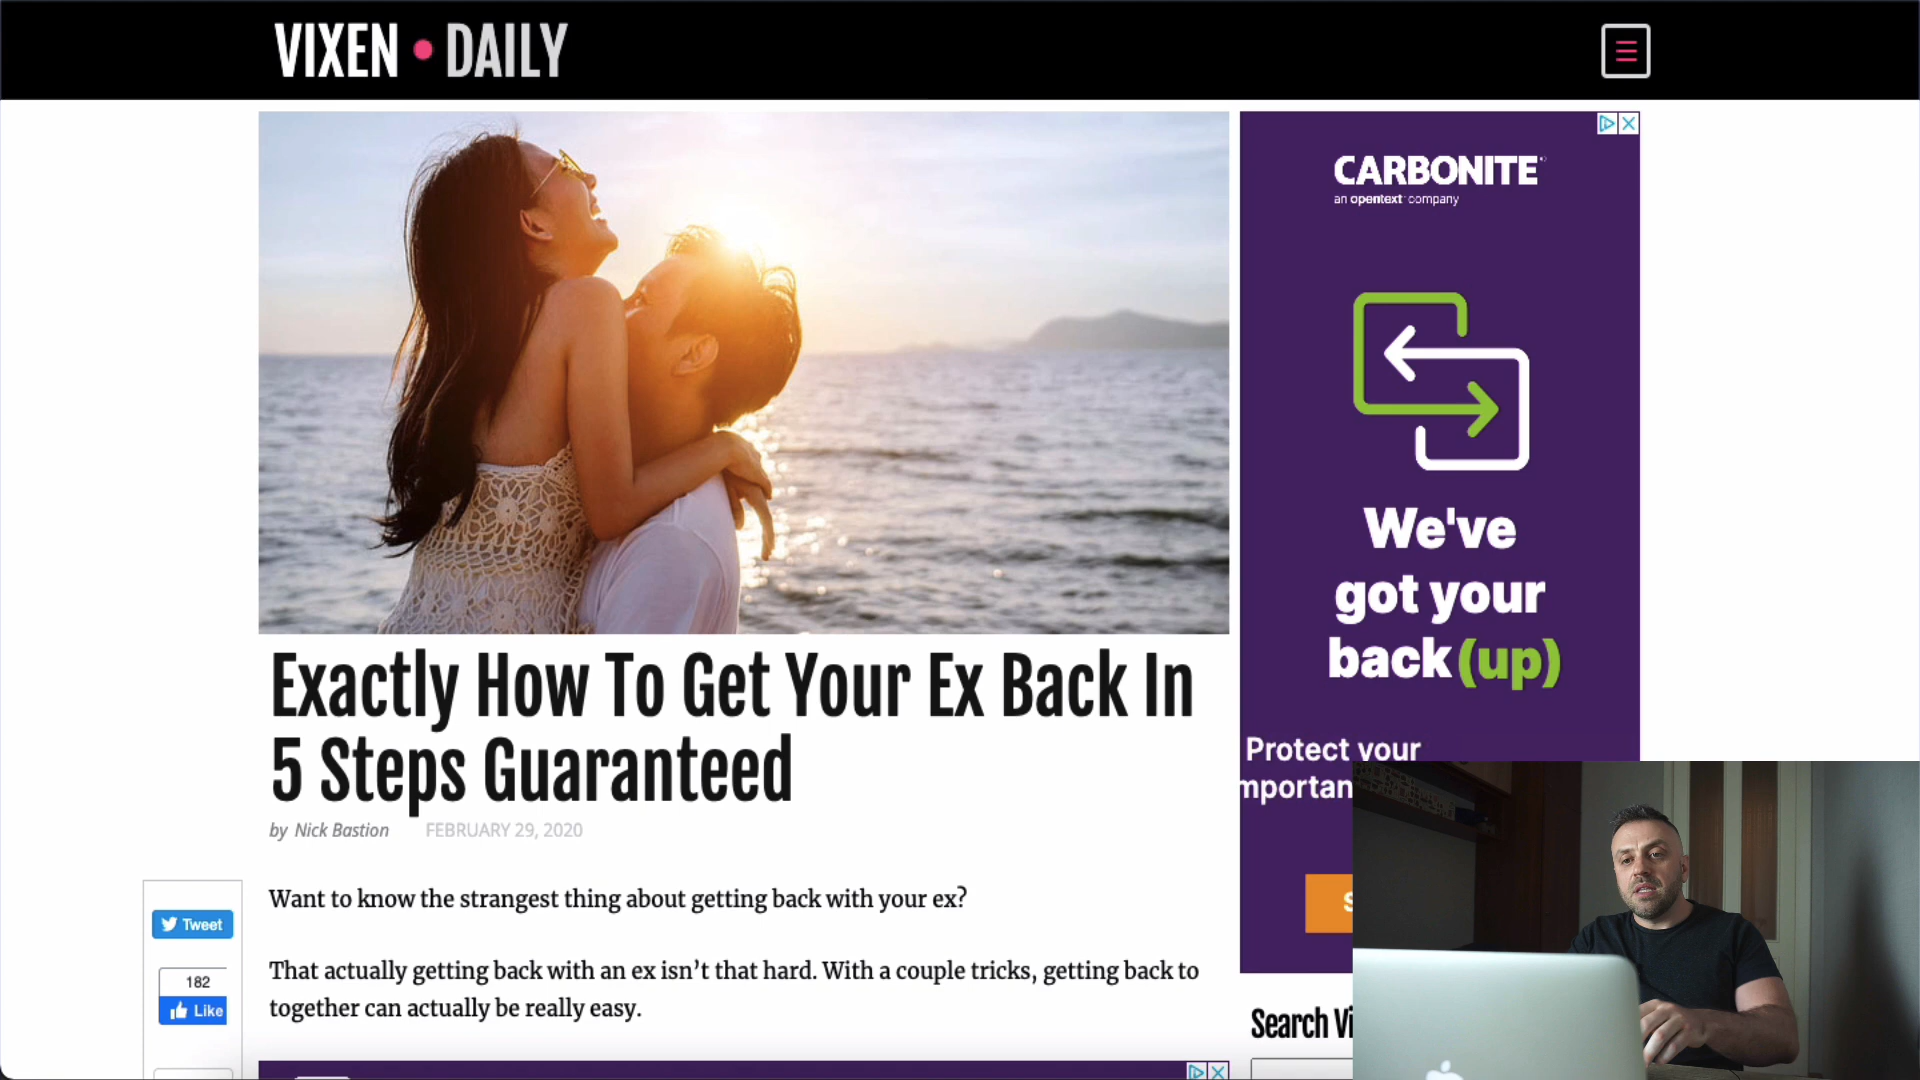 VIXEN • DAILY
CARBONITE
an opentext company
We've
got your
back(up)
Protect your
Exactly How To Get Your Ex Back In
5 Steps Guaranteed
by Nick Bastion FEBRUARY 29, 2020
Want to know the strangest thing about getting back with your ex?
Tweet
That actually getting back with an ex isn’t that hard. With a couple tricks, getting back to
together can actually be really easy.
182
Like
Search